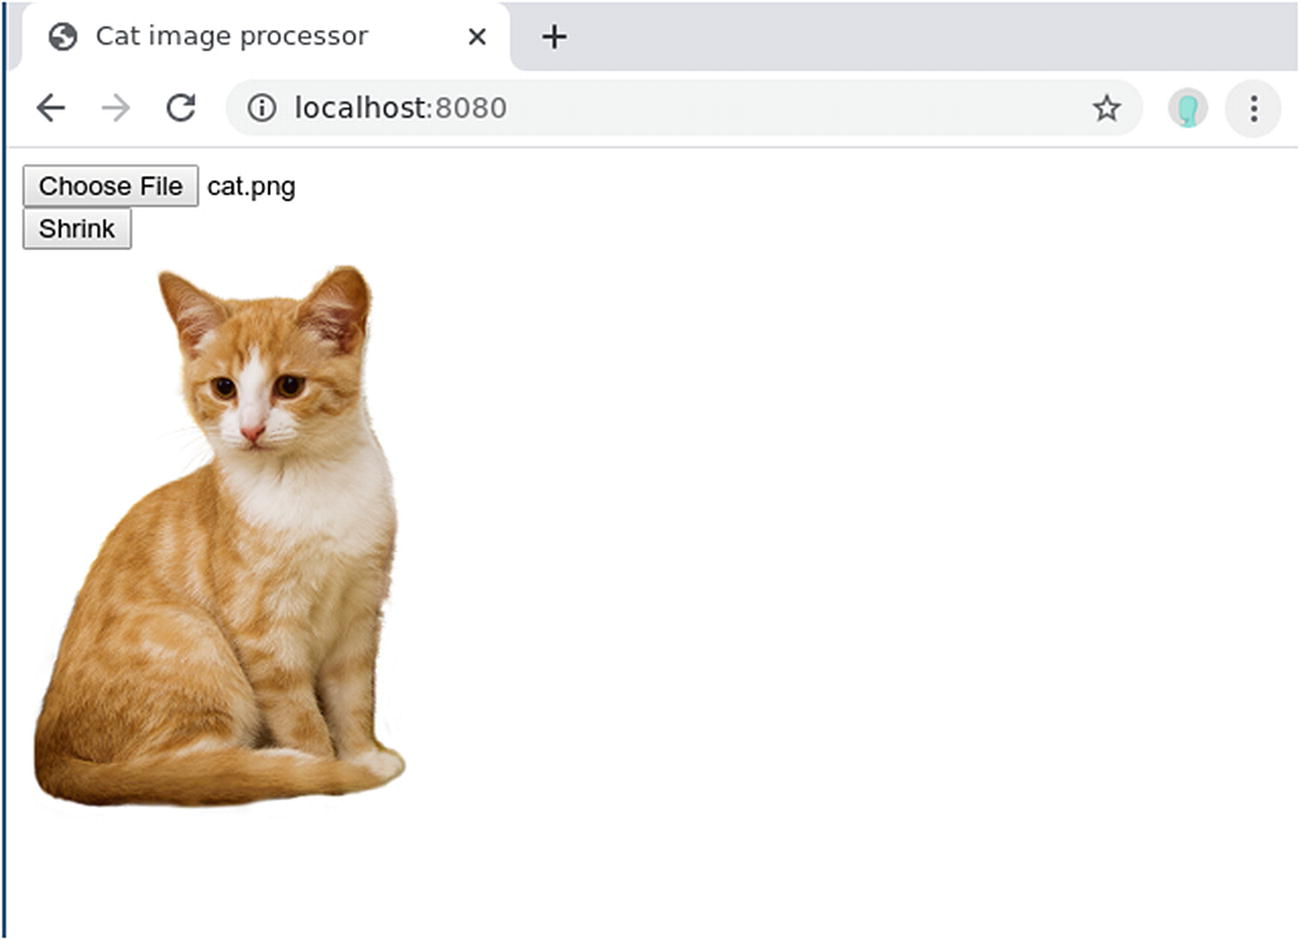 Cat image processor
localhost:8080
Choose File cat.png
Shrink